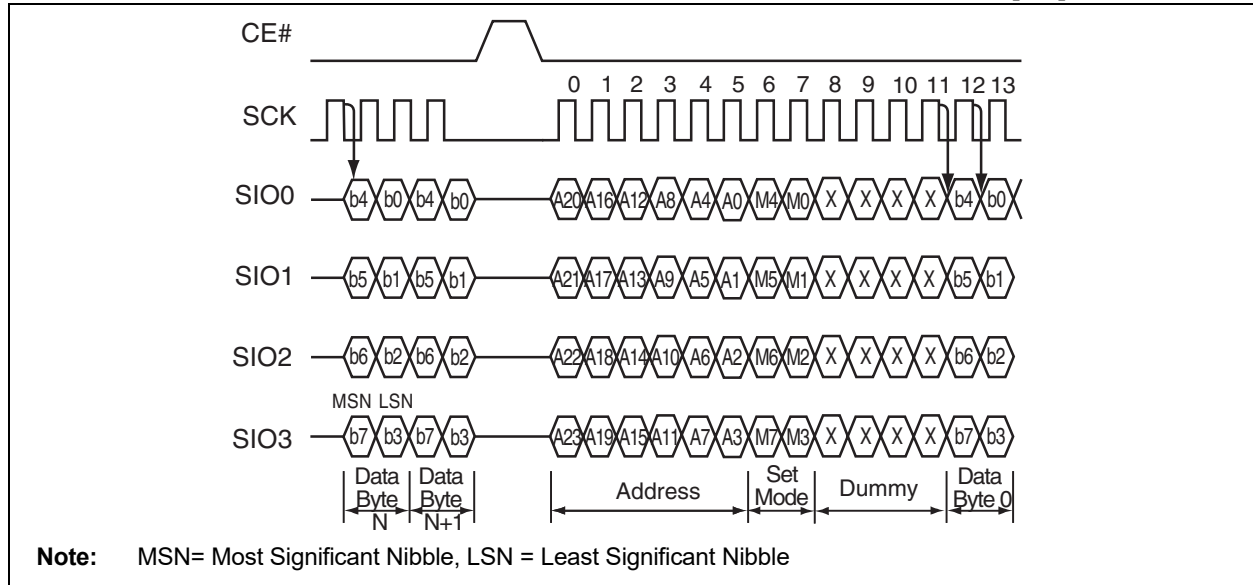 CE#
0 1 2 3 4 5 6 7 8 9 10 11 12 13
SCK
SIO0 b4 b0 b4 b0 A20 A16 A12 A8 A4 A0 M4 M0 X X X X b4 b0
SIO1 b5 b1 b5 b1 A21 A17 A13 A9 A5 A1 M5 M1 X X X X b5 b1
SIO2 b6 b2 b6 b2 A22 A18 A14 A10 A6 A2 M6 M2 X X X X b6 b2
MSN LSN
SIO3 b7 b3 b7 b3 A23 A19 A15 A11 A7 A3 M7 M3 X X X X b7 b3
Data Byte N
Data Byte N+1
Address
Set Mode
Dummy
Data Byte 0
Note: MSN= Most Significant Nibble, LSN = Least Significant Nibble